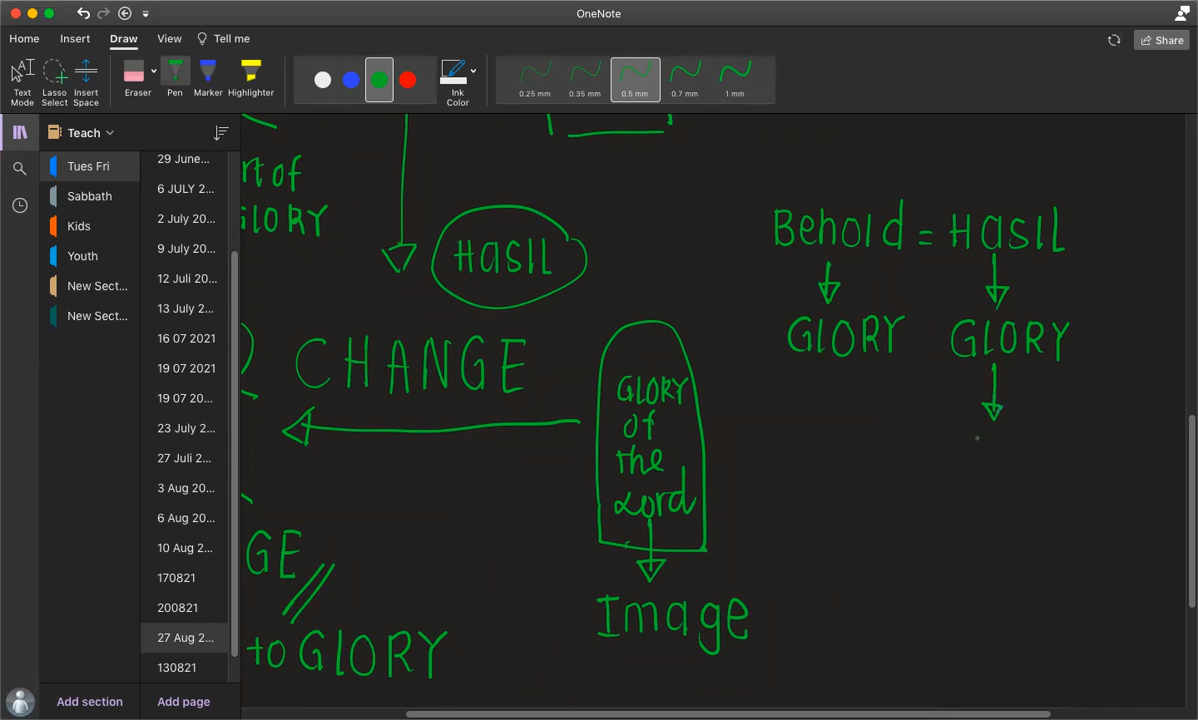 OneNote
Home Insert Draw View Tell me
Share
Text Mode
Lasso Select
Insert Space
Eraser
Pen
Marker
Highlighter
Ink Color
0.25 mm
0.35 mm
0.5 mm
0.7 mm
1 mm
Teach
Tues Fri
Sabbath
Kids
Youth
New Sect...
New Sect...
29 June...
6 JULY 2...
2 July 20...
9 July 20...
12 Juli 20...
13 July 2...
16 07 2021
19 07 2021
19 07 20...
23 July 2...
27 Juli 2...
3 Aug 20...
6 Aug 20...
10 Aug 2...
170821
200821
27 Aug 2...
130821
Add section
Add page
rt of
GLORY
HasIL
CHANGE
GLORY
of
the
Lord
Image
GE
to GLORY
Behold = HasIL
GLORY GLORY